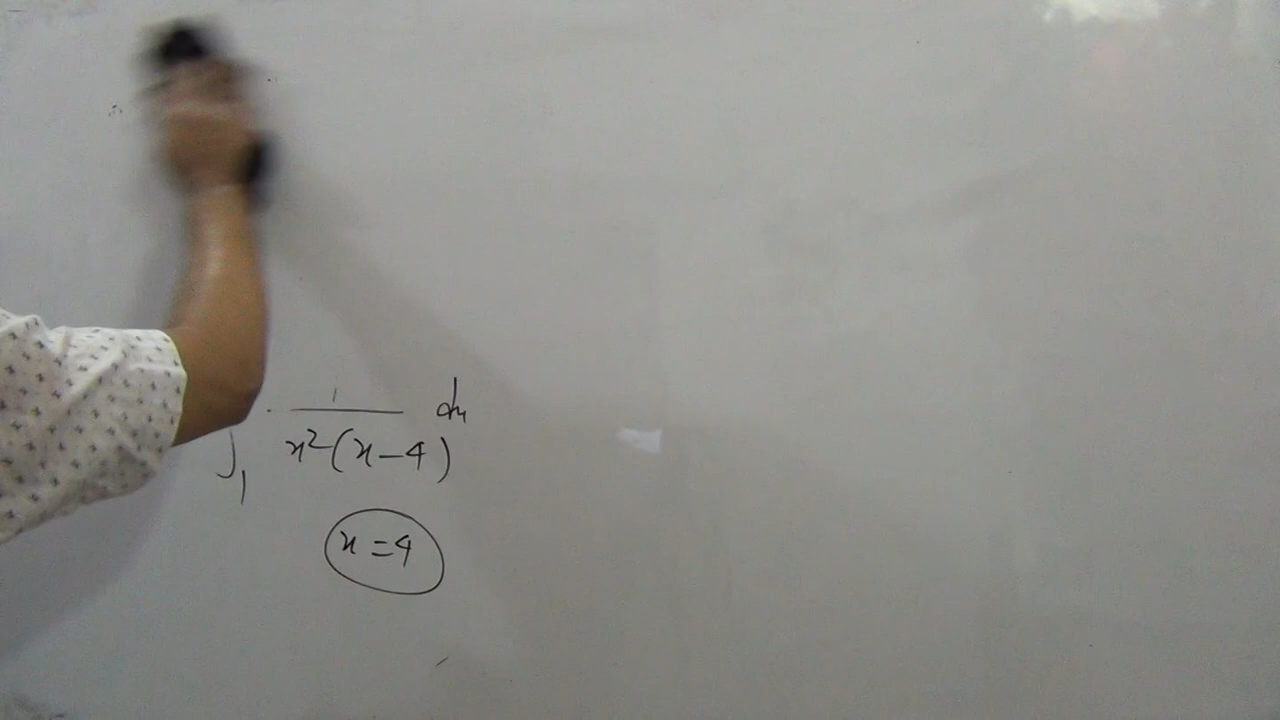 ∫₁ 1/(x²(x-4)) dx
x = 4